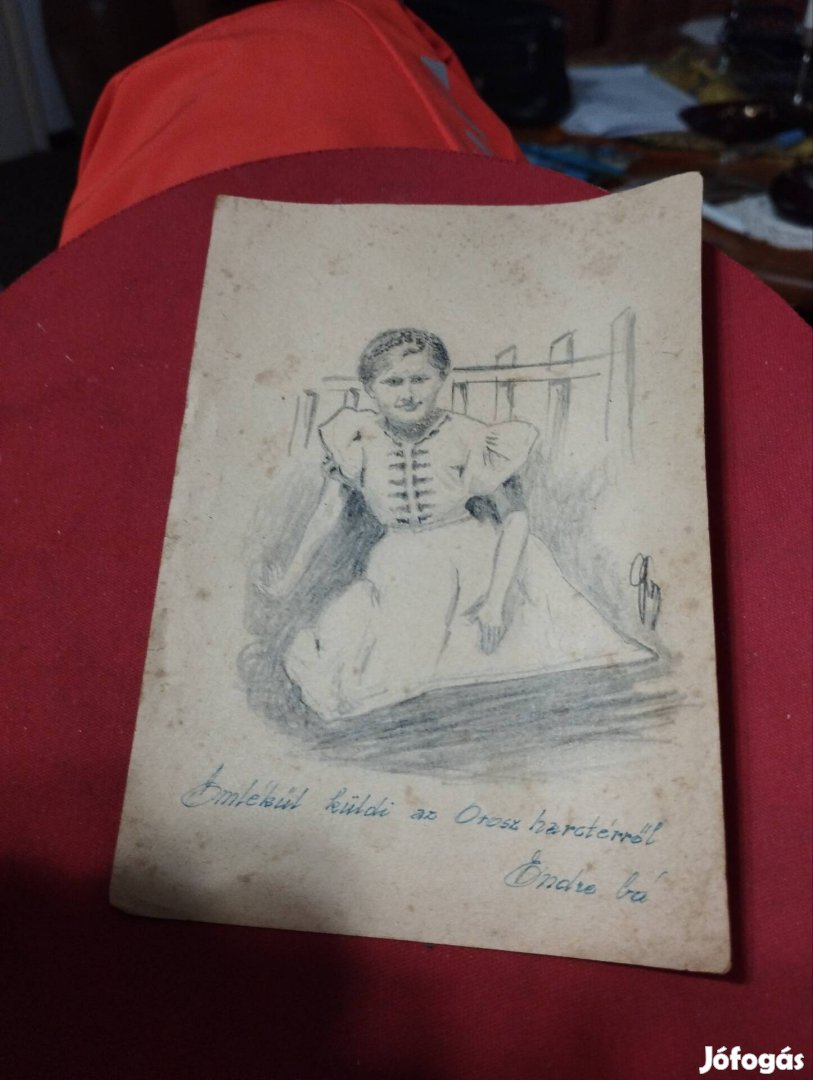 Emlékül küldi az Orosz harctérről
Endre bá
Jófogás